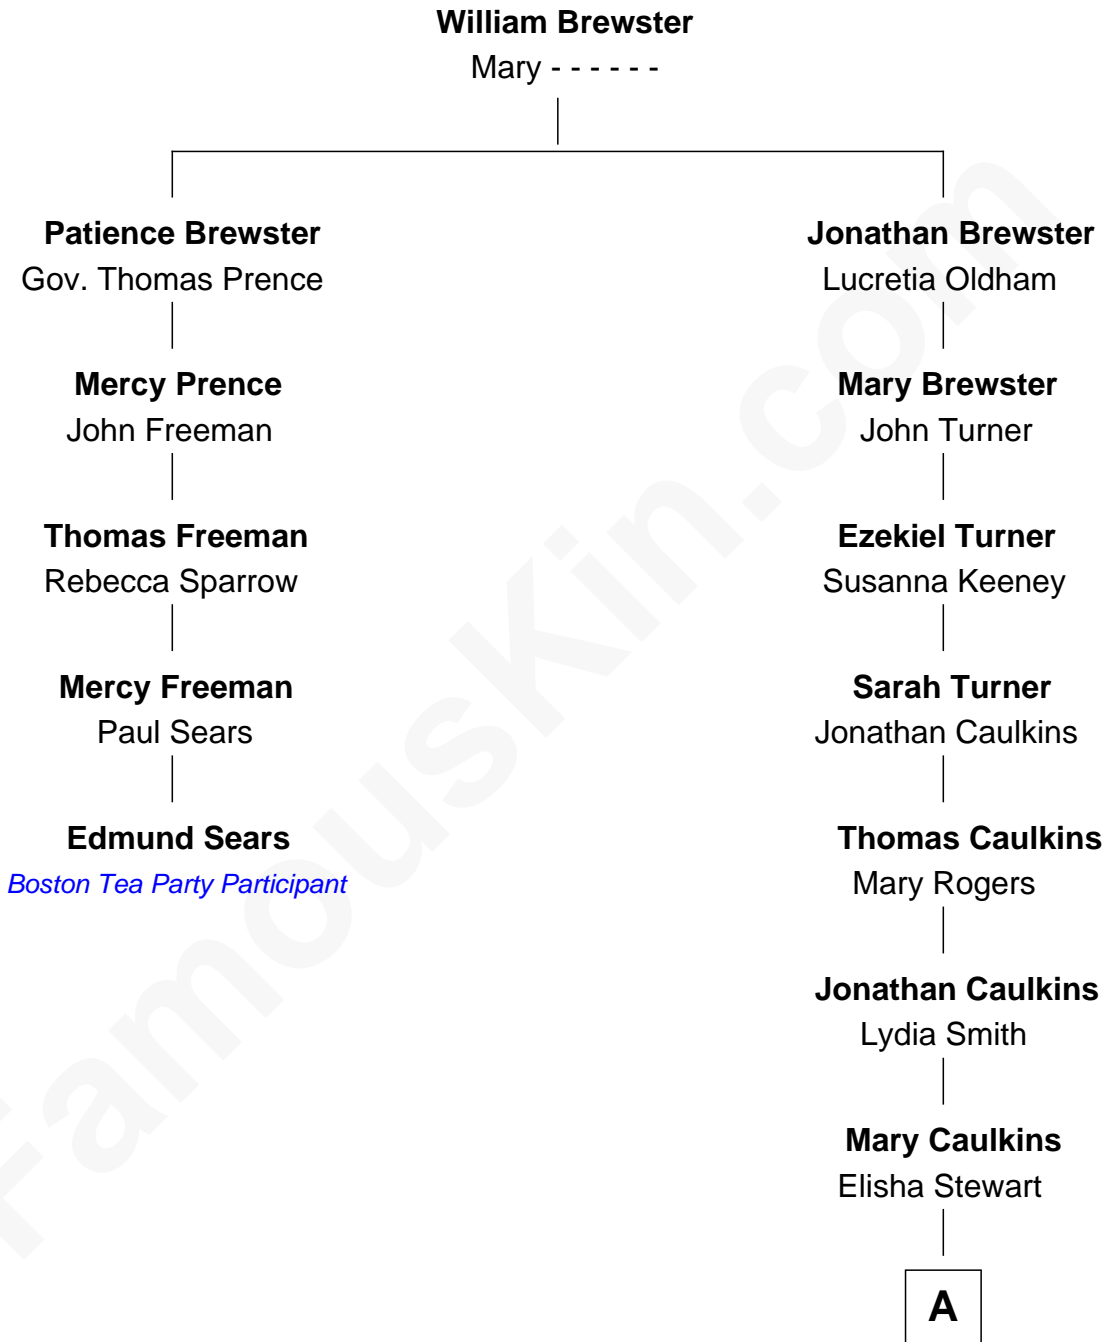 William Brewster
Mary - - - - - -
Patience Brewster
Gov. Thomas Prence
Jonathan Brewster
Lucretia Oldham
Mercy Prence
John Freeman
Mary Brewster
John Turner
Thomas Freeman
Rebecca Sparrow
Ezekiel Turner
Susanna Keeney
Mercy Freeman
Paul Sears
Sarah Turner
Jonathan Caulkins
Edmund Sears
Boston Tea Party Participant
Thomas Caulkins
Mary Rogers
Jonathan Caulkins
Lydia Smith
Mary Caulkins
Elisha Stewart
A
FamousKin.com